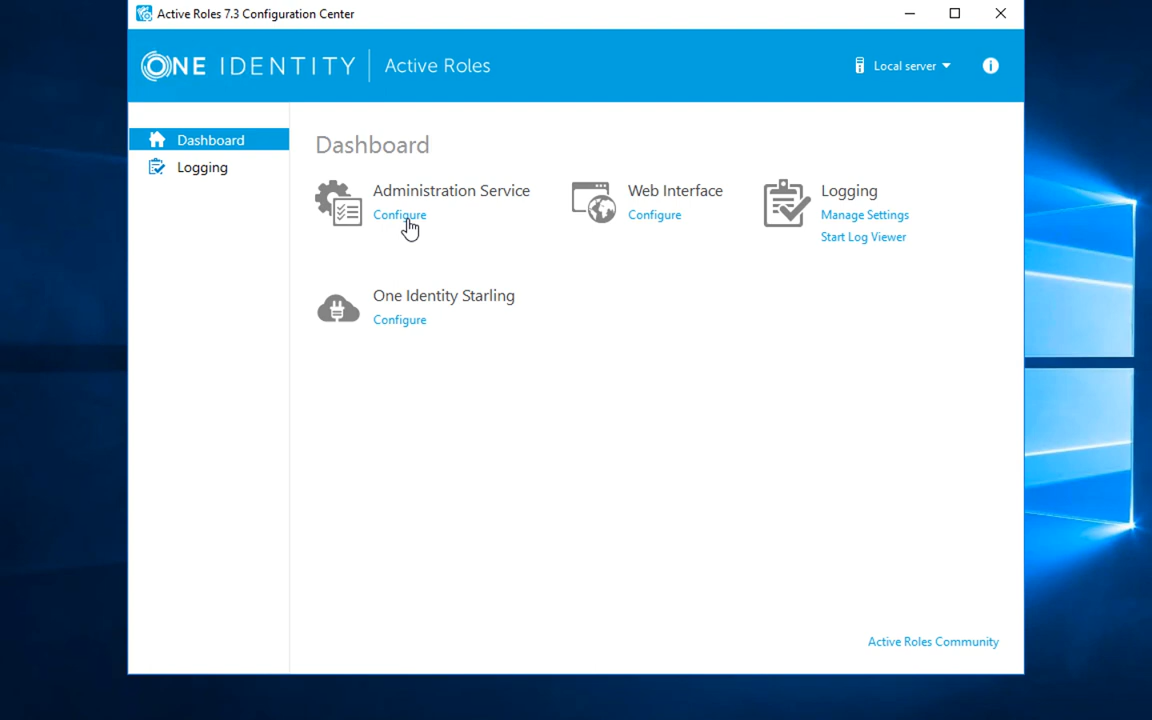 Active Roles 7.3 Configuration Center
ONE IDENTITY Active Roles
Local server
Dashboard
Logging
Dashboard
Administration Service
Configure
Web Interface
Configure
Logging
Manage Settings
Start Log Viewer
One Identity Starling
Configure
Active Roles Community